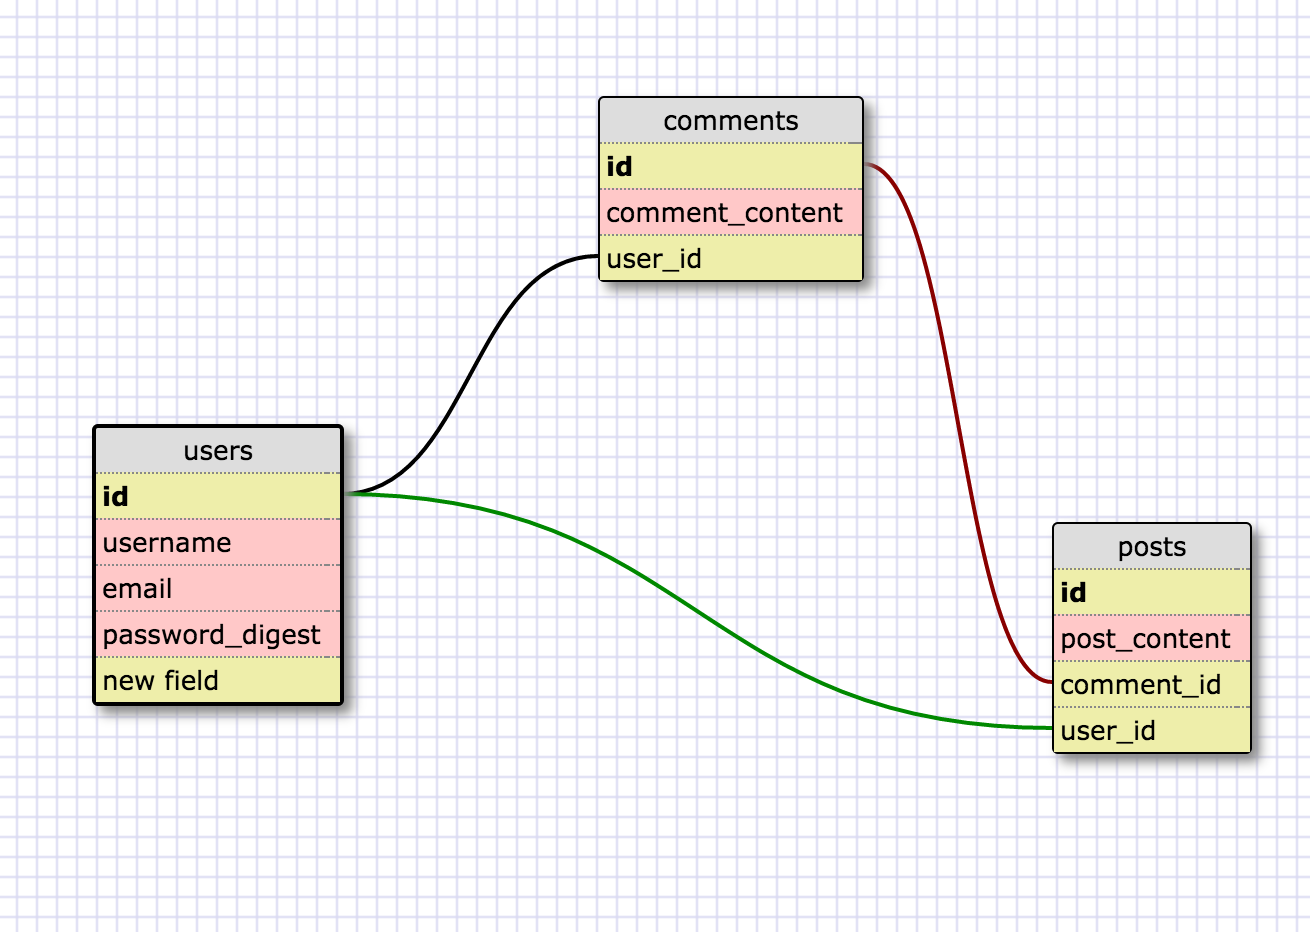 comments
id
comment_content
user_id
users
id
username
email
password_digest
new field
posts
id
post_content
comment_id
user_id